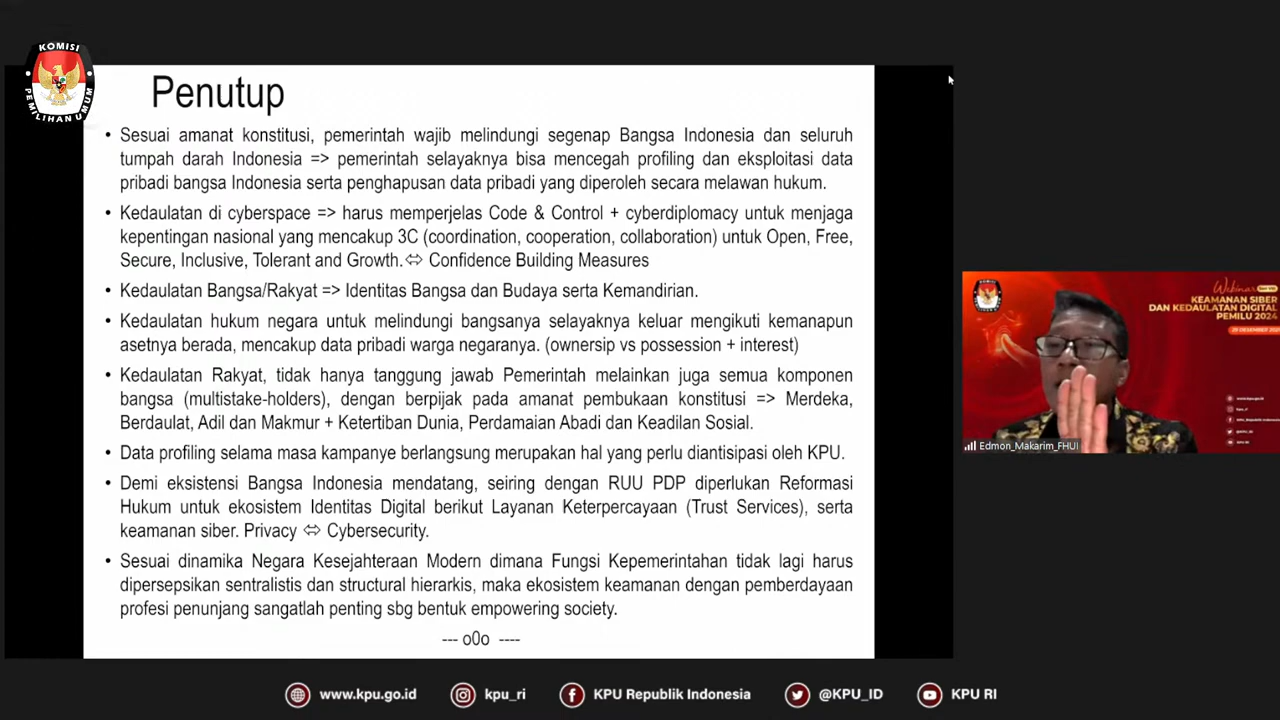 KOMISI
PEMILIHAN UMUM
Penutup
• Sesuai amanat konstitusi, pemerintah wajib melindungi segenap Bangsa Indonesia dan seluruh
tumpah darah Indonesia => pemerintah selayaknya bisa mencegah profiling dan eksploitasi data
pribadi bangsa Indonesia serta penghapusan data pribadi yang diperoleh secara melawan hukum.
• Kedaulatan di cyberspace => harus memperjelas Code & Control + cyberdiplomacy untuk menjaga
kepentingan nasional yang mencakup 3C (coordination, cooperation, collaboration) untuk Open, Free,
Secure, Inclusive, Tolerant and Growth.⬄ Confidence Building Measures
• Kedaulatan Bangsa/Rakyat => Identitas Bangsa dan Budaya serta Kemandirian.
• Kedaulatan hukum negara untuk melindungi bangsanya selayaknya keluar mengikuti kemanapun
asetnya berada, mencakup data pribadi warga negaranya. (owversip vs possession + interest)
• Kedaulatan Rakyat, tidak hanya tanggung jawab Pemerintah melainkan juga semua komponen
bangsa (multistake-holders), dengan berpijak pada amanat pembukaan konstitusi => Merdeka,
Berdaulat, Adil dan Makmur + Ketertiban Dunia, Perdamaian Abadi dan Keadilan Sosial.
• Data profiling selama masa kampanye berlangsung merupakan hal yang perlu diantisipasi oleh KPU.
• Demi eksistensi Bangsa Indonesia mendatang, seiring dengan RUU PDP diperlukan Reformasi
Hukum untuk ekosistem Identitas Digital berikut Layanan Keterpercayaan (Trust Services), serta
keamanan siber. Privacy ⬄ Cybersecurity.
• Sesuai dinamika Negara Kesejahteraan Modern dimana Fungsi Kepemerintahan tidak lagi harus
dipersepsikan sentralistis dan structural hierarkis, maka ekosistem keamanan dengan pemberdayaan
profesi penunjang sangatlah penting sbg bentuk empowering society.
--- o0o ----
Webinar
KEAMANAN SIBER
DAN KEDAULATAN DIGITAL
PEMILU 2024
Edmon_Makarim_FHUI
www.kpu.go.id
kpu_ri
KPU Republik Indonesia
@KPU_ID
KPU RI